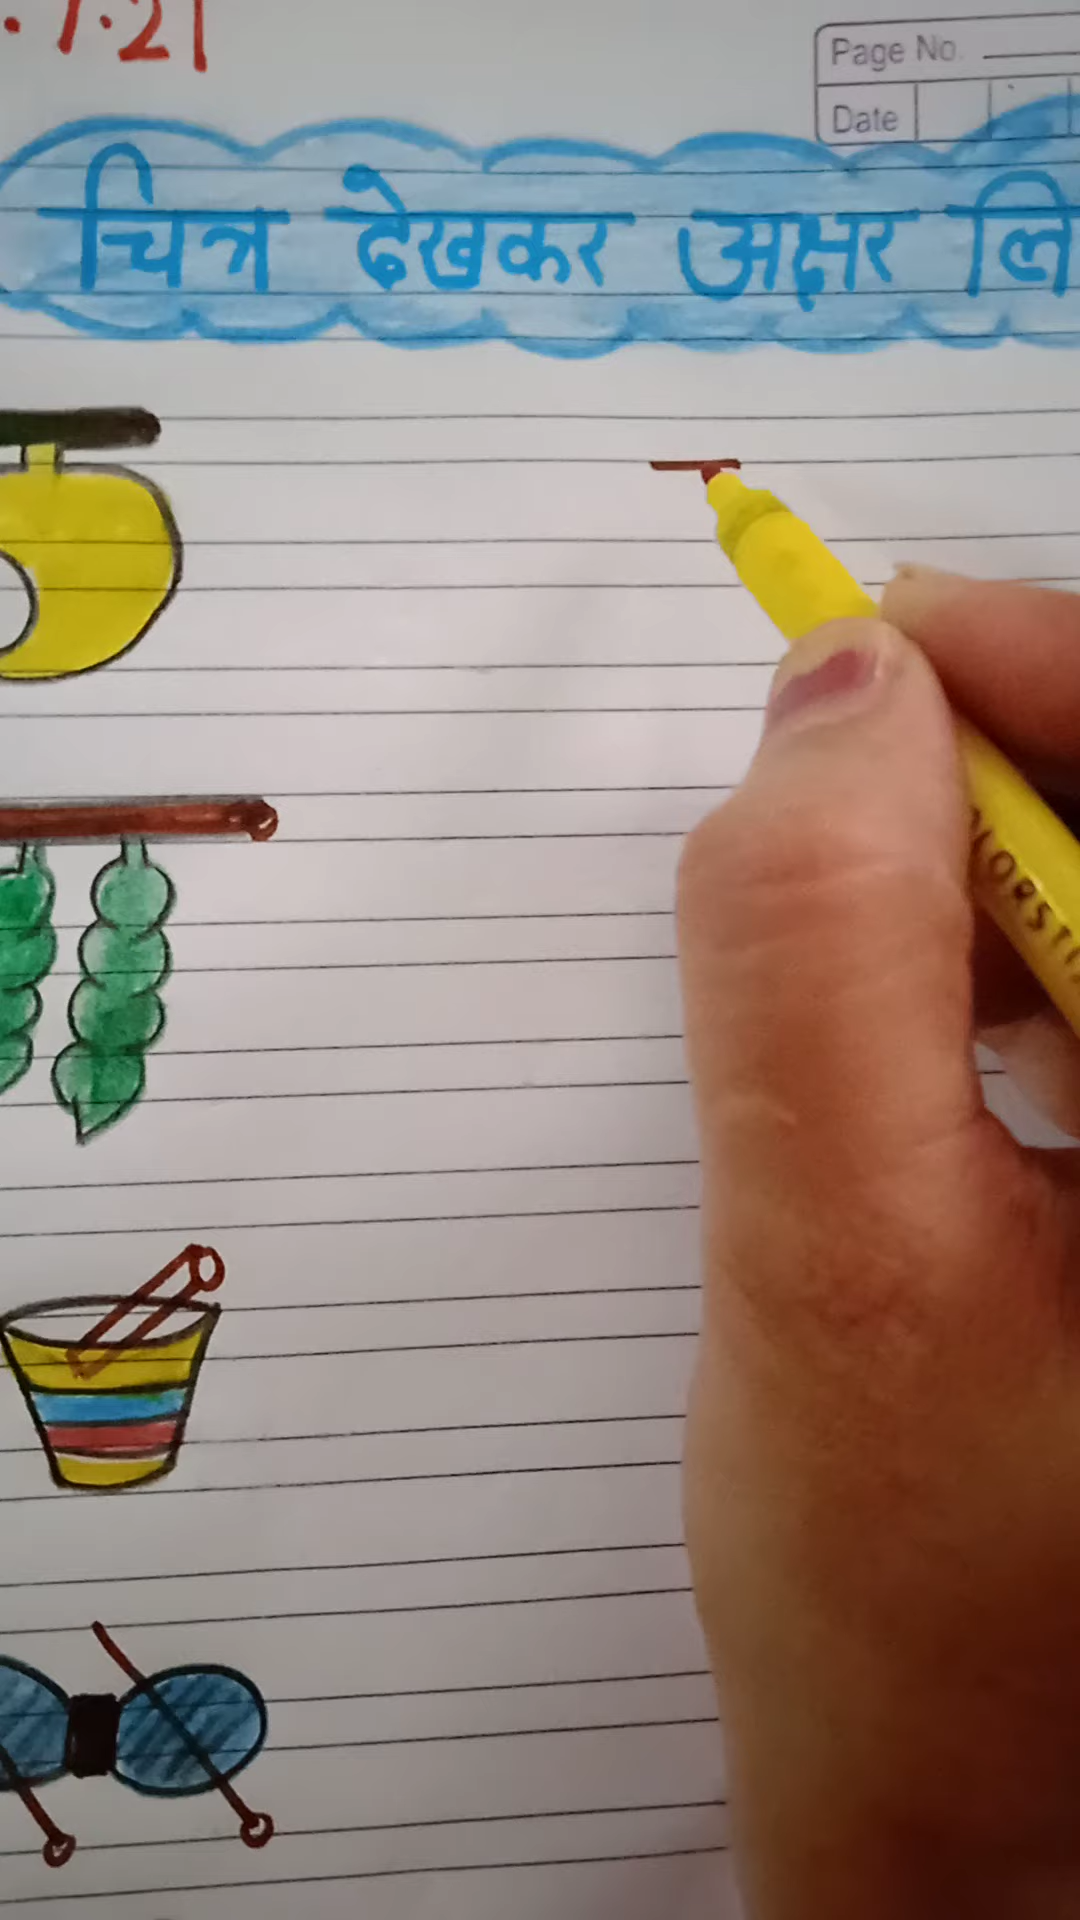 .7.21
Page No.
Date
चित्र देखकर अक्षर लि